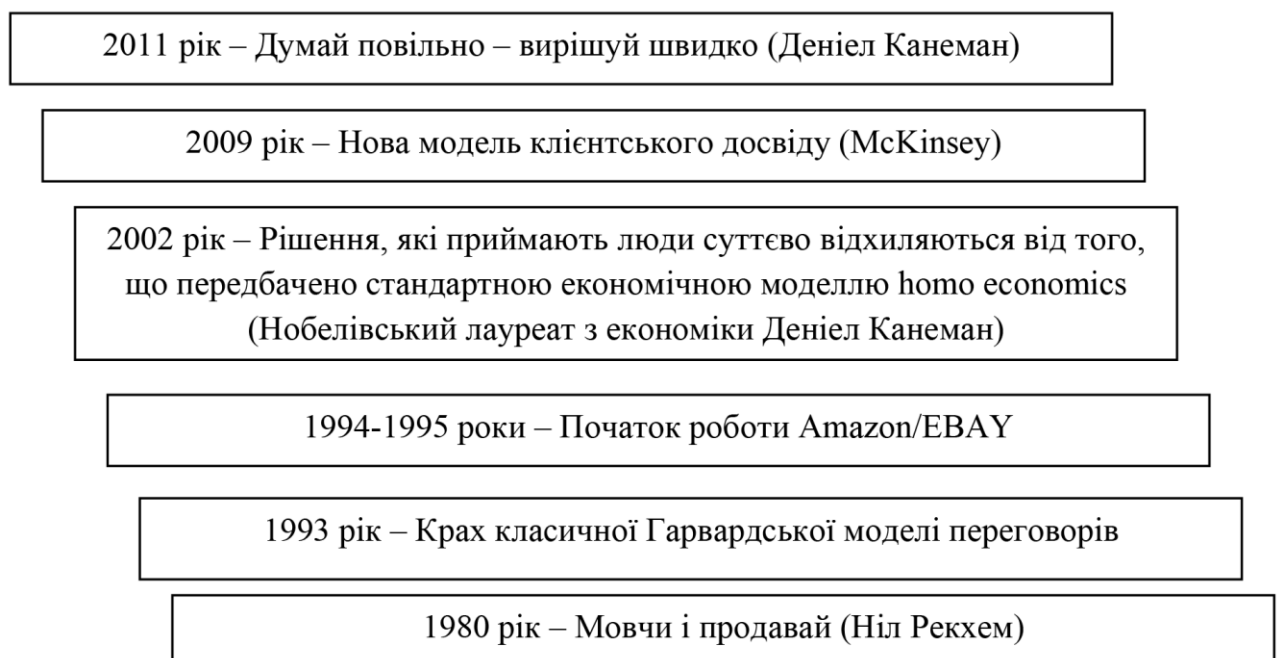 2011 рік – Думай повільно – вирішуй швидко (Деніел Канеман)
2009 рік – Нова модель клієнтського досвіду (McKinsey)
2002 рік – Рішення, які приймають люди суттєво відхиляються від того,
що передбачено стандартною економічною моделлю homo economics
(Нобелівський лауреат з економіки Деніел Канеман)
1994-1995 роки – Початок роботи Amazon/EBAY
1993 рік – Крах класичної Гарвардської моделі переговорів
1980 рік – Мовчи і продавай (Ніл Рекхем)